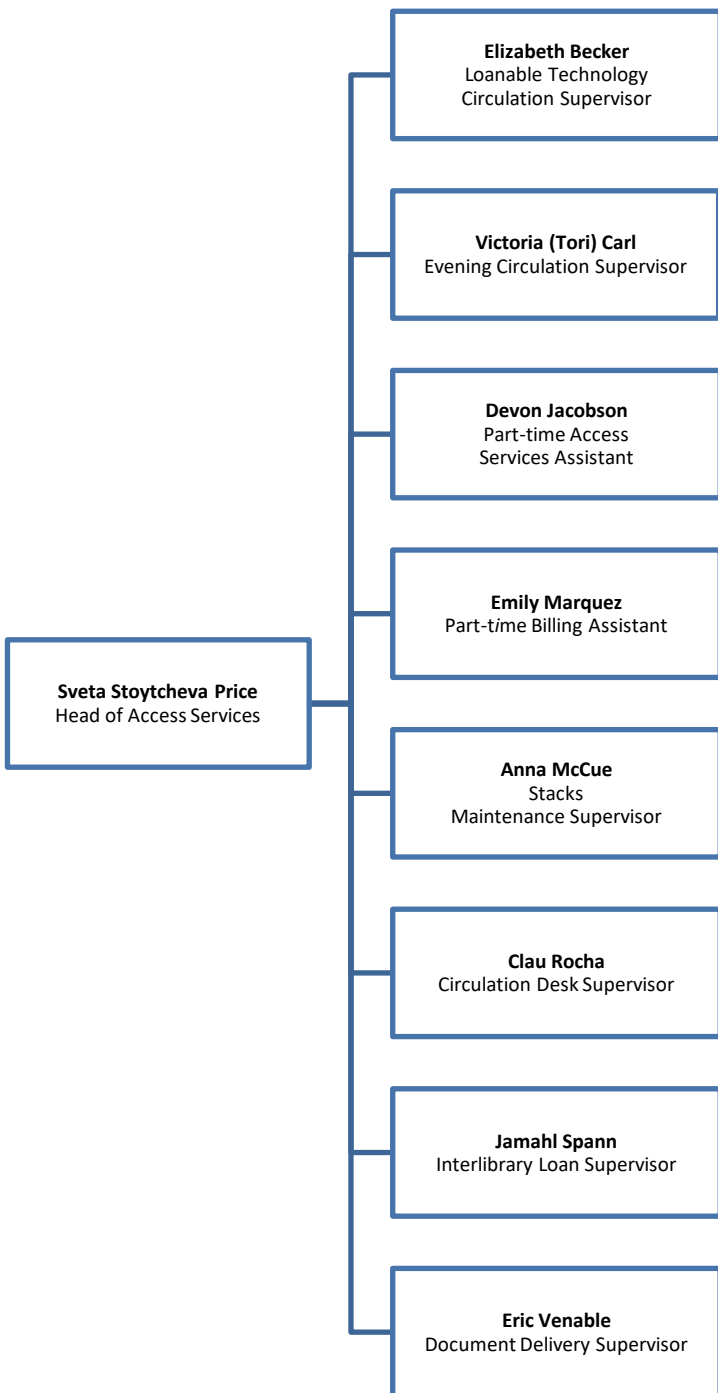 Elizabeth Becker
Loanable Technology
Circulation Supervisor
Victoria (Tori) Carl
Evening Circulation Supervisor
Devon Jacobson
Part-time Access
Services Assistant
Emily Marquez
Part-time Billing Assistant
Sveta Stoytcheva Price
Head of Access Services
Anna McCue
Stacks
Maintenance Supervisor
Clau Rocha
Circulation Desk Supervisor
Jamahl Spann
Interlibrary Loan Supervisor
Eric Venable
Document Delivery Supervisor